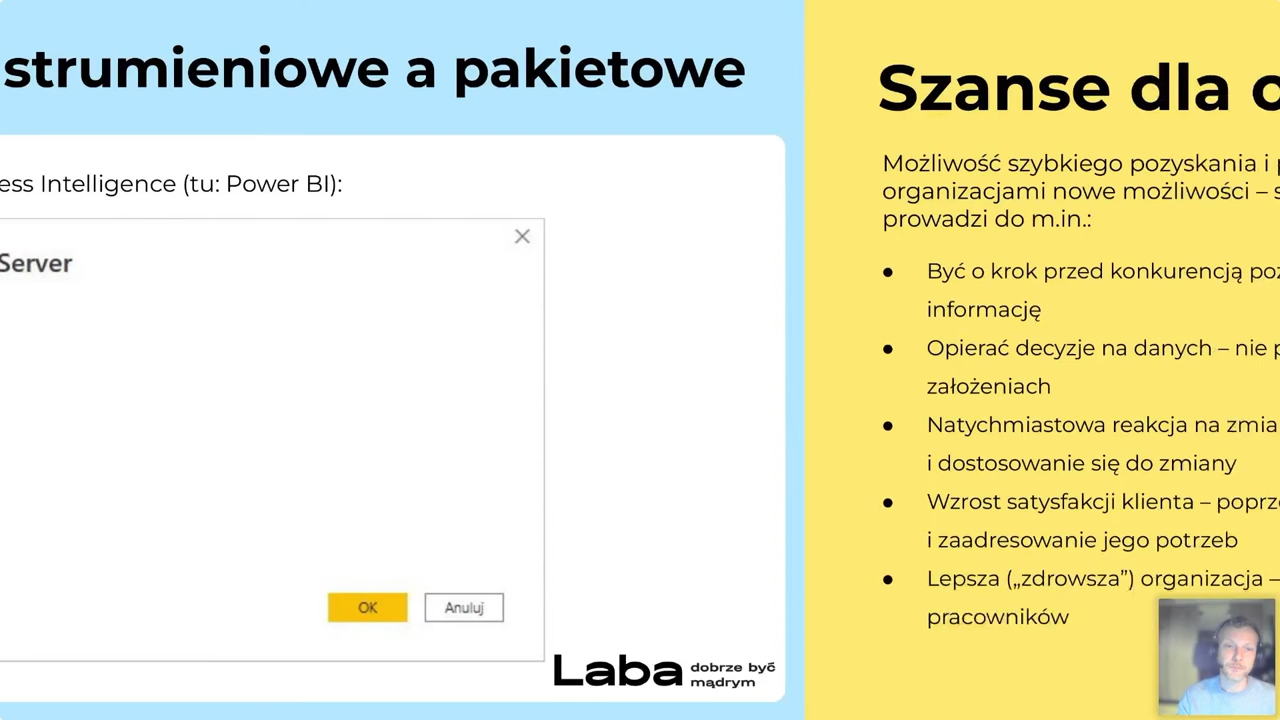 strumieniowe a pakietowe
ess Intelligence (tu: Power BI):
Server
OK
Anuluj
Laba dobrze być
mądrym
Szanse dla
Możliwość szybkiego pozyskania i
organizacjami nowe możliwości –
prowadzi do m.in.:
● Być o krok przed konkurencją poz
informację
● Opierać decyzje na danych – nie
założeniach
● Natychmiastowa reakcja na zmia
i dostosowanie się do zmiany
● Wzrost satysfakcji klienta – poprz
i zaadresowanie jego potrzeb
● Lepsza („zdrowsza”) organizacja –
pracowników